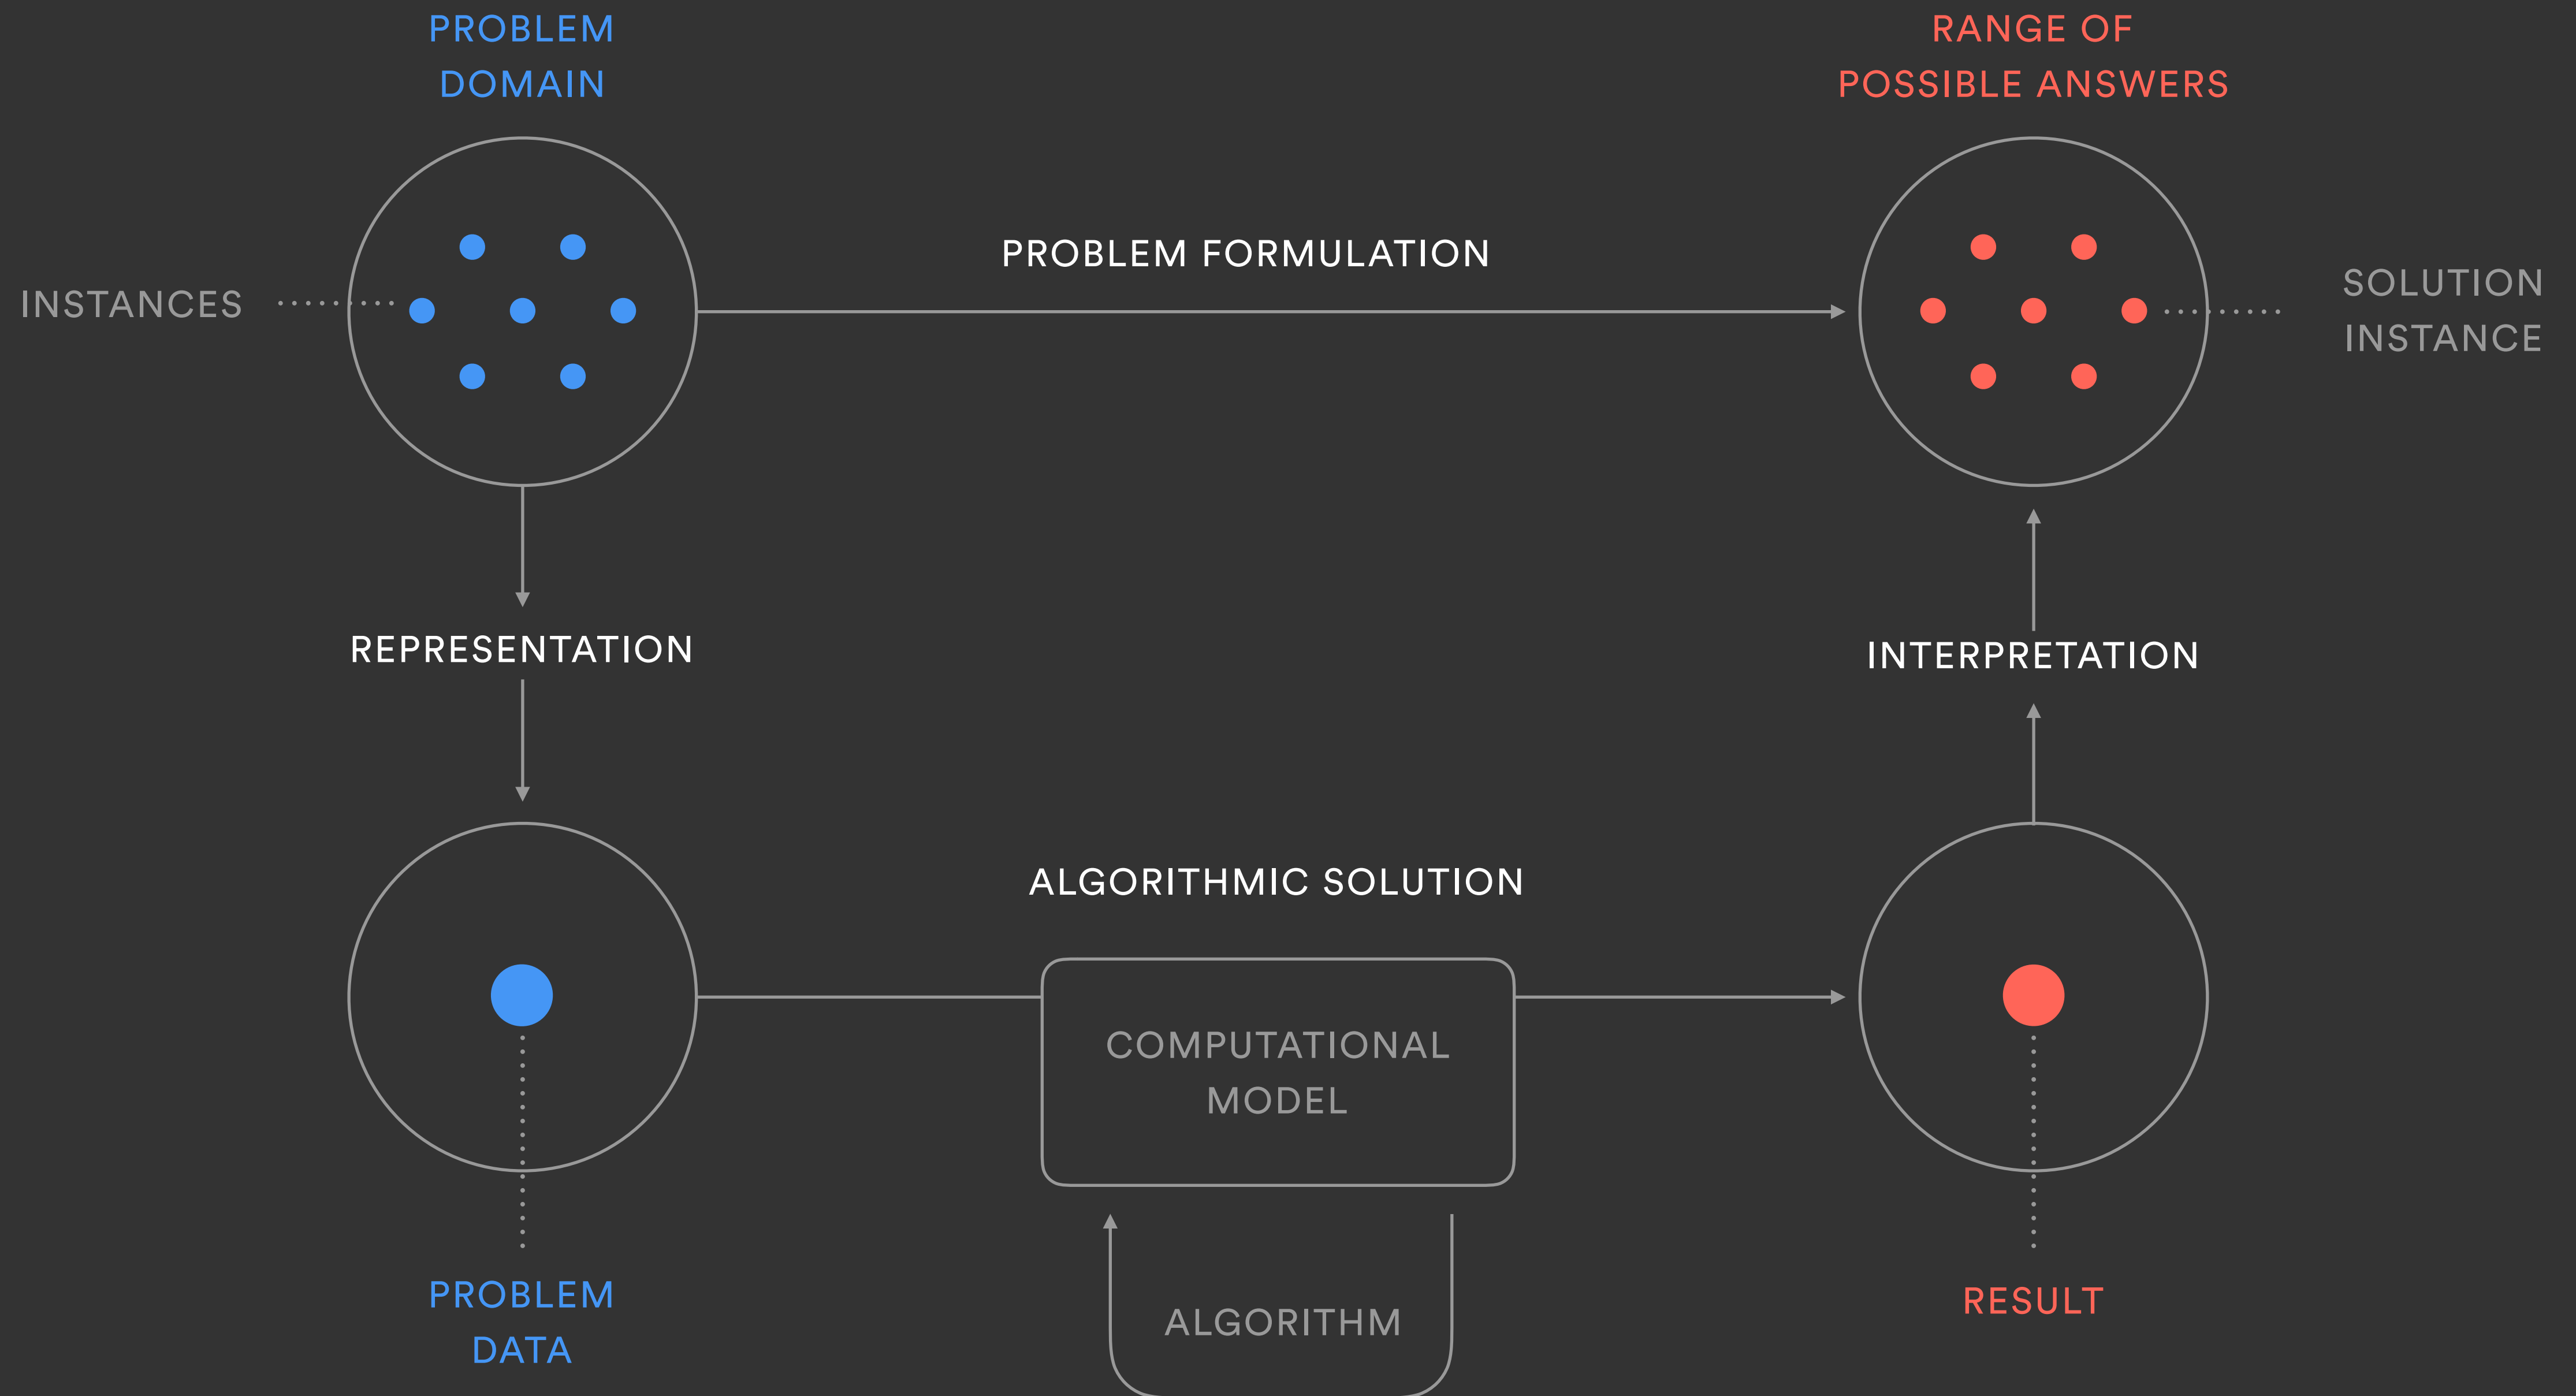 PROBLEM
DOMAIN
RANGE OF
POSSIBLE ANSWERS
INSTANCES
PROBLEM FORMULATION
SOLUTION
INSTANCE
REPRESENTATION
INTERPRETATION
ALGORITHMIC SOLUTION
COMPUTATIONAL
MODEL
PROBLEM
DATA
ALGORITHM
RESULT